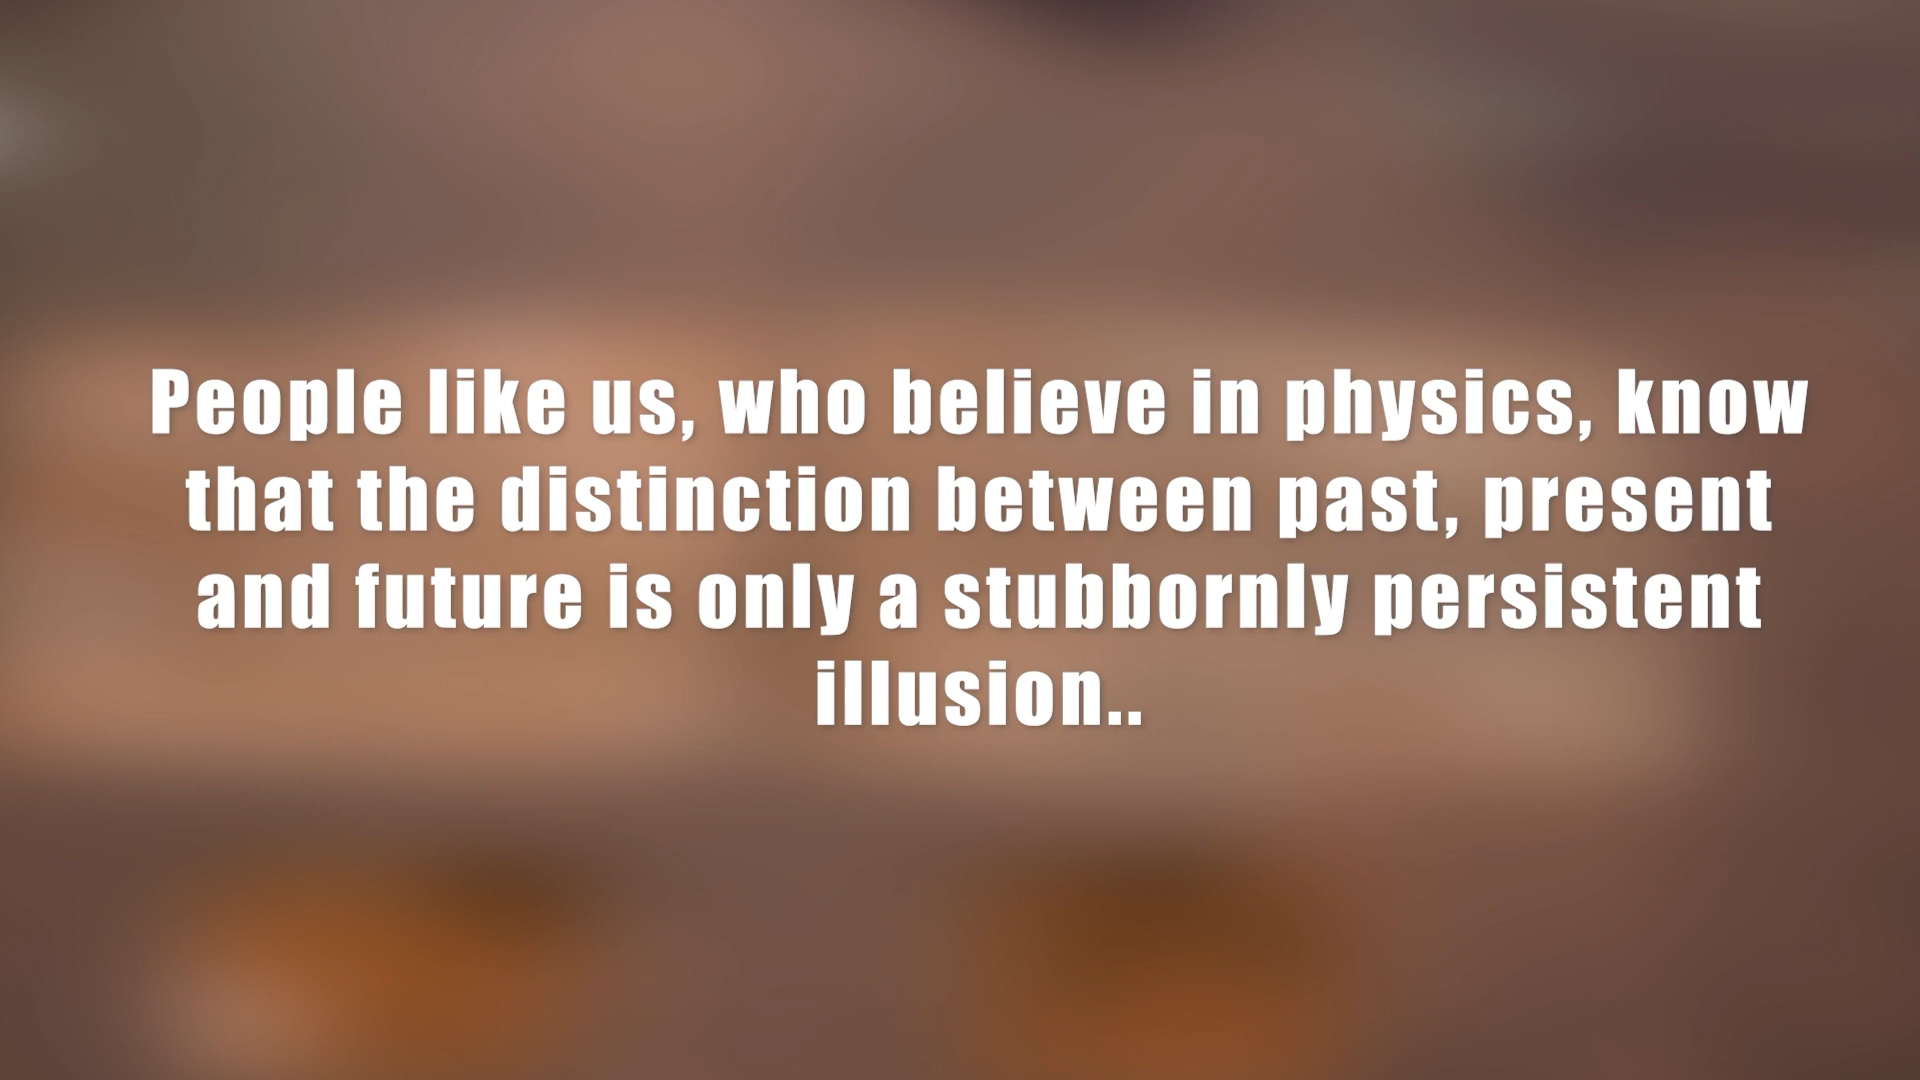 People like us, who believe in physics, know
that the distinction between past, present
and future is only a stubbornly persistent
illusion..